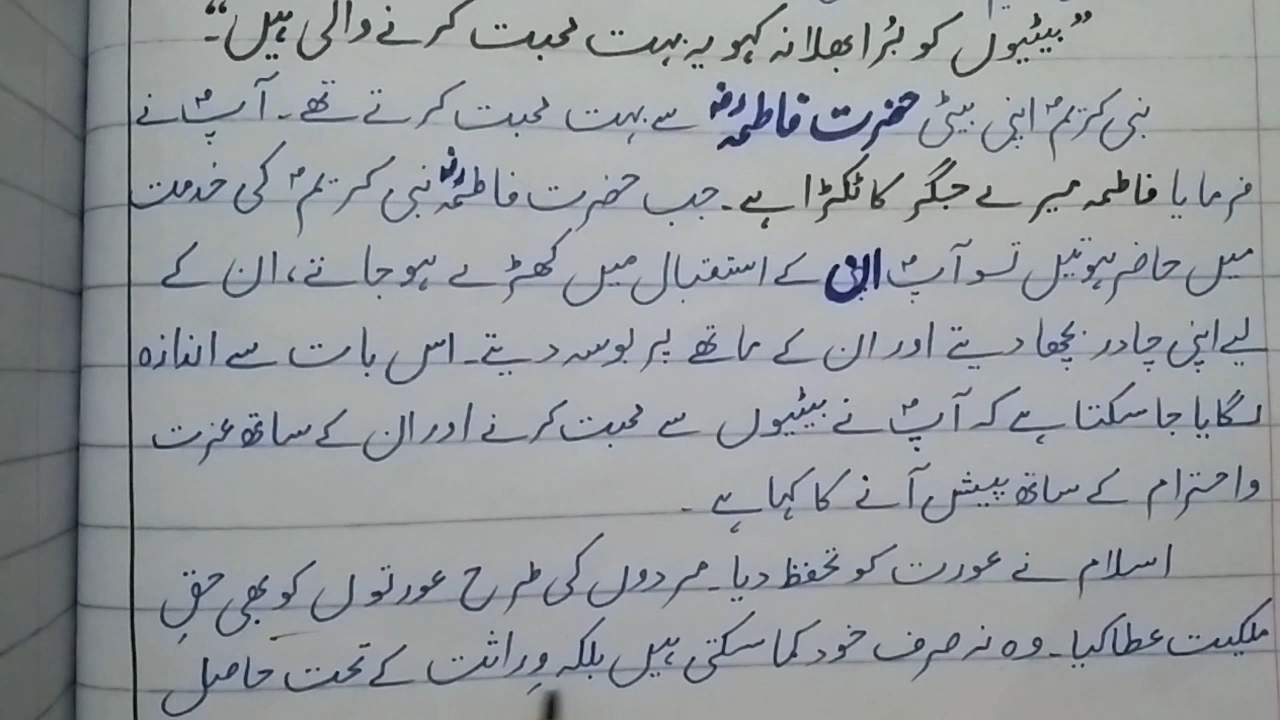 ”بیٹیوں کو بُرا بھلا نہ کہو یہ بہت محبت کرنے والی ہیں“۔
نبی کریمؐ اپنی بیٹی حضرت فاطمہؓ سے بہت محبت کرتے تھے۔ آپؐ نے
فرمایا فاطمہ میرے جگر کا ٹکڑا ہے۔ جب حضرت فاطمہؓ نبی کریمؐ کی خدمت
میں حاضر ہوتیں تو آپؐ ان کے استقبال میں کھڑے ہو جاتے، ان کے
لیے اپنی چادر بچھا دیتے اور ان کے ماتھے پر بوسہ دیتے۔ اس بات سے اندازہ
لگایا جا سکتا ہے کہ آپؐ نے بیٹیوں سے محبت کرنے اور ان کے ساتھ عزت
و احترام کے ساتھ پیش آنے کا کہا ہے۔
اسلام نے عورت کو تحفظ دیا۔ مردوں کی طرح عورتوں کو بھی حقِ
ملکیت عطا کیا۔ وہ نہ صرف خود کما سکتی ہیں بلکہ وِراثت کے تحت حاصل